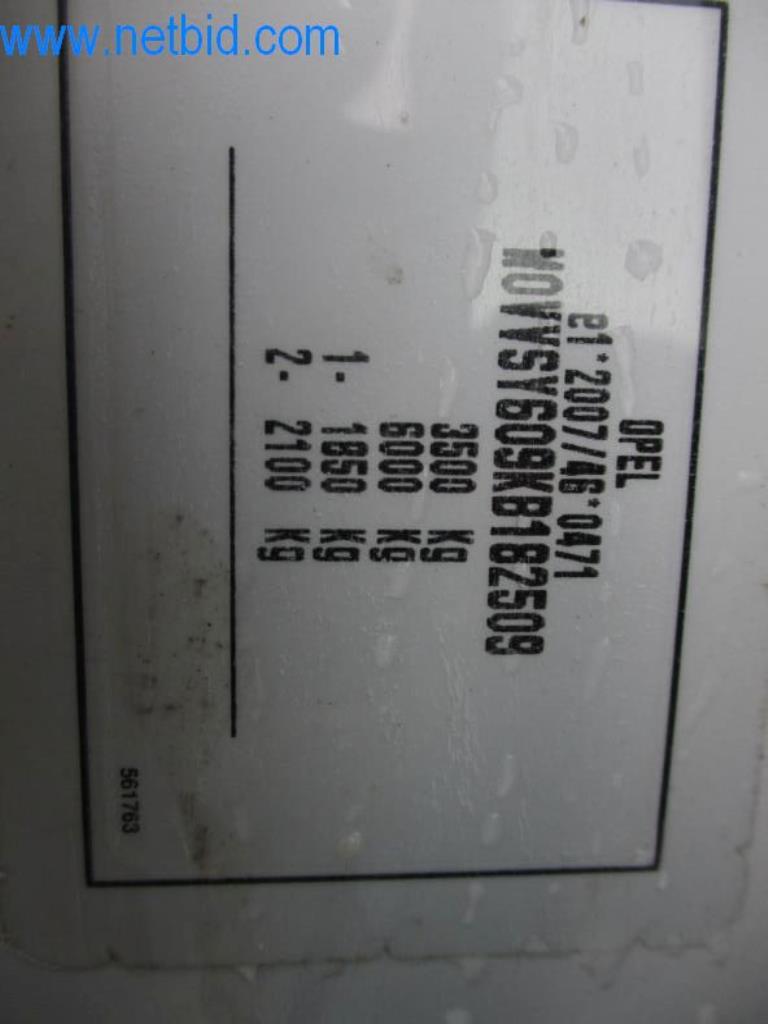 www.netbid.com
OPEL
e1*2007/46*0471
W0VVSY609KB182509
3500 Kg
6000 Kg
1- 1850 Kg
2- 2100 Kg
561763